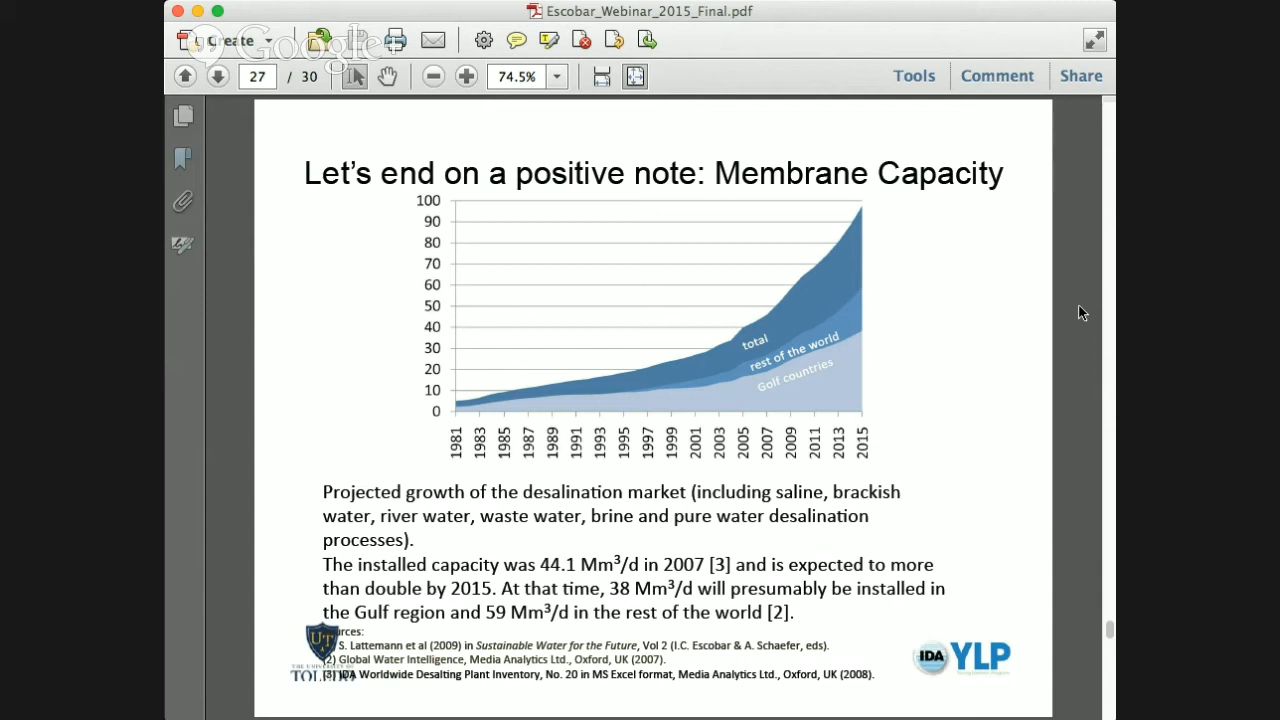 Escobar_Webinar_2015_Final.pdf
Create
Google+
27 / 30
74.5%
Tools
Comment
Share
Let's end on a positive note: Membrane Capacity
100
90
80
70
60
50
40
30
20
10
0
total
rest of the world
Golf countries
1981 1983 1985 1987 1989 1991 1993 1995 1997 1999 2001 2003 2005 2007 2009 2011 2013 2015
Projected growth of the desalination market (including saline, brackish
water, river water, waste water, brine and pure water desalination
processes).
The installed capacity was 44.1 Mm³/d in 2007 [3] and is expected to more
than double by 2015. At that time, 38 Mm³/d will presumably be installed in
the Gulf region and 59 Mm³/d in the rest of the world [2].
S. Lattemann et al (2009) in Sustainable Water for the Future, Vol 2 (I.C. Escobar & A. Schaefer, eds).
(2) Global Water Intelligence, Media Analytics Ltd., Oxford, UK (2007).
(3) IDA Worldwide Desalting Plant Inventory, No. 20 in MS Excel format, Media Analytics Ltd., Oxford, UK (2008).
UT
TOLEDO
IDA YLP